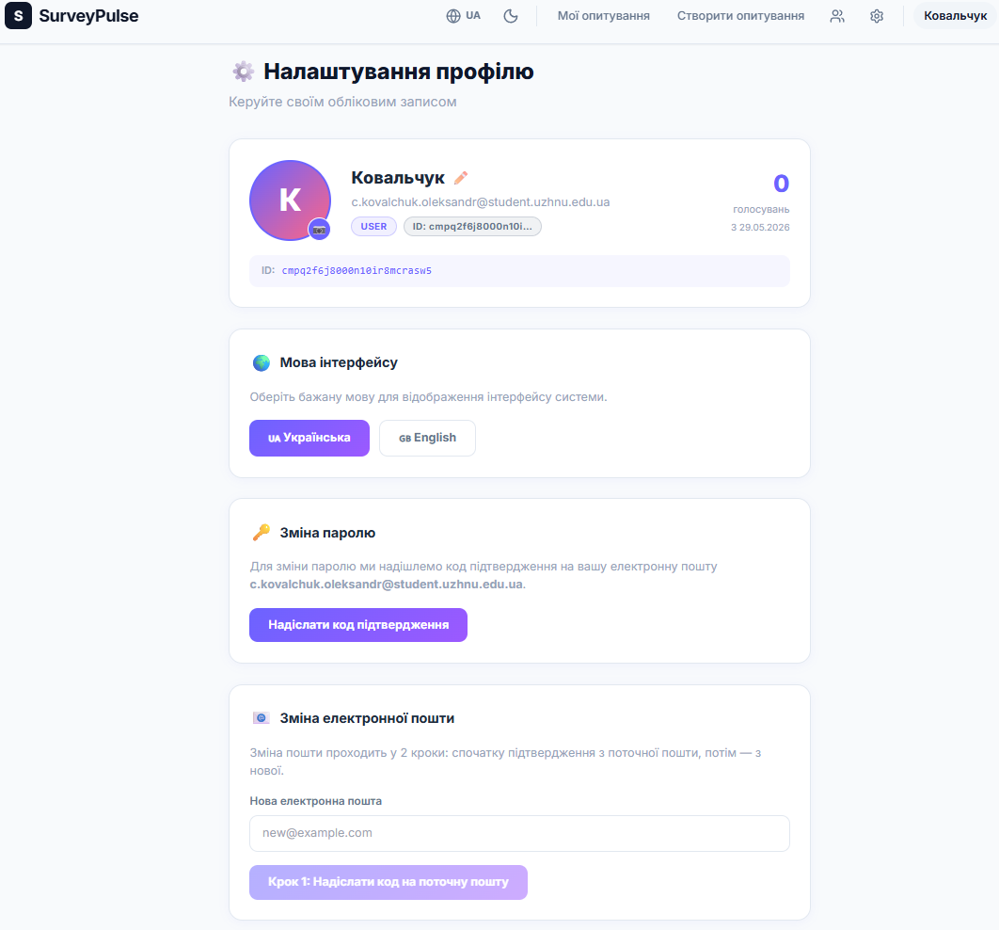 S SurveyPulse
UA
Мої опитування
Створити опитування
Ковальчук
Налаштування профілю
Керуйте своїм обліковим записом
К
Ковальчук
c.kovalchuk.oleksandr@student.uzhnu.edu.ua
USER
ID: cmpq2f6j8000n10i...
0
голосувань
З 29.05.2026
ID: cmpq2f6j8000n10ir8mcrasw5
Мова інтерфейсу
Оберіть бажану мову для відображення інтерфейсу системи.
UA Українська
GB English
Зміна паролю
Для зміни паролю ми надішлемо код підтвердження на вашу електронну пошту
c.kovalchuk.oleksandr@student.uzhnu.edu.ua.
Надіслати код підтвердження
Зміна електронної пошти
Зміна пошти проходить у 2 кроки: спочатку підтвердження з поточної пошти, потім — з
нової.
Нова електронна пошта
new@example.com
Крок 1: Надіслати код на поточну пошту